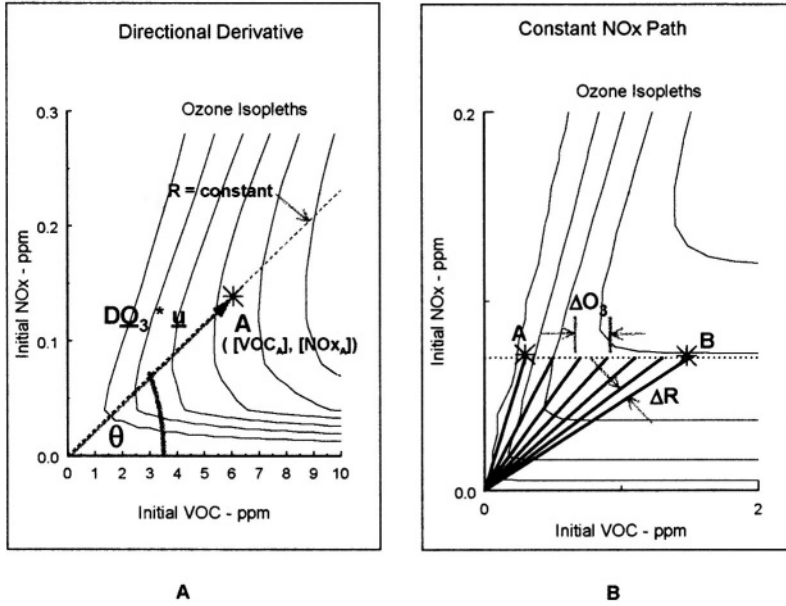 Directional Derivative
Ozone Isopleths
R = constant
DO₃ * u
A
( [VOC_A], [NOx_A])
θ
Initial NOx - ppm
0.3
0.2
0.1
0.0
0 1 2 3 4 5 6 7 8 9 10
Initial VOC - ppm
A
Constant NOx Path
Ozone Isopleths
ΔO₃
A
B
ΔR
Initial NOx - ppm
0.2
0.0
0 2
Initial VOC - ppm
B